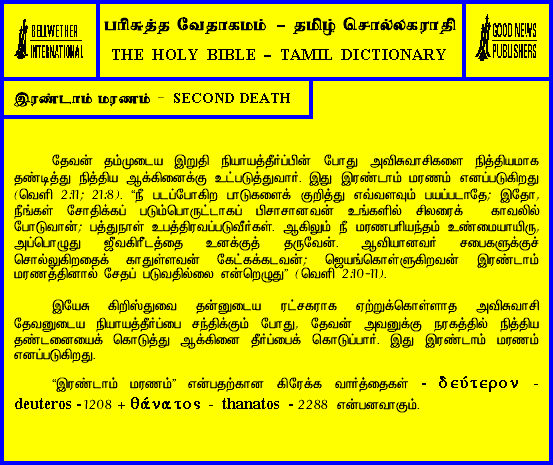 BELLWETHER
INTERNATIONAL
பரிசுத்த வேதாகமம் – தமிழ் சொல்லகராதி
THE HOLY BIBLE – TAMIL DICTIONARY
GOOD NEWS
PUBLISHERS
இரண்டாம் மரணம் – SECOND DEATH
தேவன் தம்முடைய இறுதி நியாயத்தீர்ப்பின் போது அவிசுவாசிகளை நித்தியமாக
தண்டித்து நித்திய ஆக்கினைக்கு உட்படுத்துவார். இது இரண்டாம் மரணம் எனப்படுகிறது
(வெளி 2:11; 21:8). “நீ படப்போகிற பாடுகளைக் குறித்து எவ்வளவும் பயப்படாதே; இதோ,
நீங்கள் சோதிக்கப் படும்பொருட்டாகப் பிசாசானவன் உங்களில் சிலரைக் காவலில்
போடுவான்; பத்துநாள் உபத்திரவப்படுவீர்கள். ஆகிலும் நீ மரணபரியந்தம் உண்மையாயிரு,
அப்பொழுது ஜீவகிரீடத்தை உனக்குத் தருவேன். ஆவியானவர் சபைகளுக்குச்
சொல்லுகிறதைக் காதுள்ளவன் கேட்கக்கடவன்; ஜெயங்கொள்ளுகிறவன் இரண்டாம்
மரணத்தினால் சேதப் படுவதில்லை என்றெழுது” (வெளி 2:10-11).
இயேசு கிறிஸ்துவை தன்னுடைய ரட்சகராக ஏற்றுக்கொள்ளாத அவிசுவாசி
தேவனுடைய நியாயத்தீர்ப்பை சந்திக்கும் போது, தேவன் அவனுக்கு நரகத்தில் நித்திய
தண்டனையைக் கொடுத்து ஆக்கினை தீர்ப்பைக் கொடுப்பார். இது இரண்டாம் மரணம்
எனப்படுகிறது.
“இரண்டாம் மரணம்” என்பதற்கான கிரேக்க வார்த்தைகள் - δεύτερον -
deuteros -1208 + θάνατος - thanatos - 2288 என்பனவாகும்.